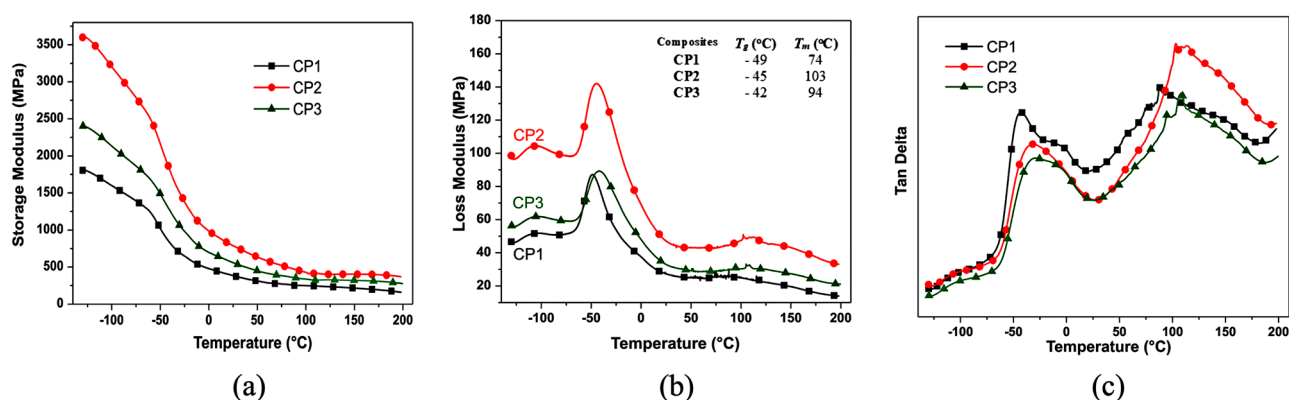 3500
3000
2500
2000
1500
1000
500
0
Storage Modulus (MPa)
CP1
CP2
CP3
-100 -50 0 50 100 150 200
Temperature (°C)
(a)
180
160
140
120
100
80
60
40
20
Loss Modulus (MPa)
Composites Tg (°C) Tm (°C)
CP1 - 49 74
CP2 - 45 103
CP3 - 42 94
CP2
CP3
CP1
-100 -50 0 50 100 150 200
Temperature (°C)
(b)
Tan Delta
CP1
CP2
CP3
-100 -50 0 50 100 150 200
Temperature (°C)
(c)